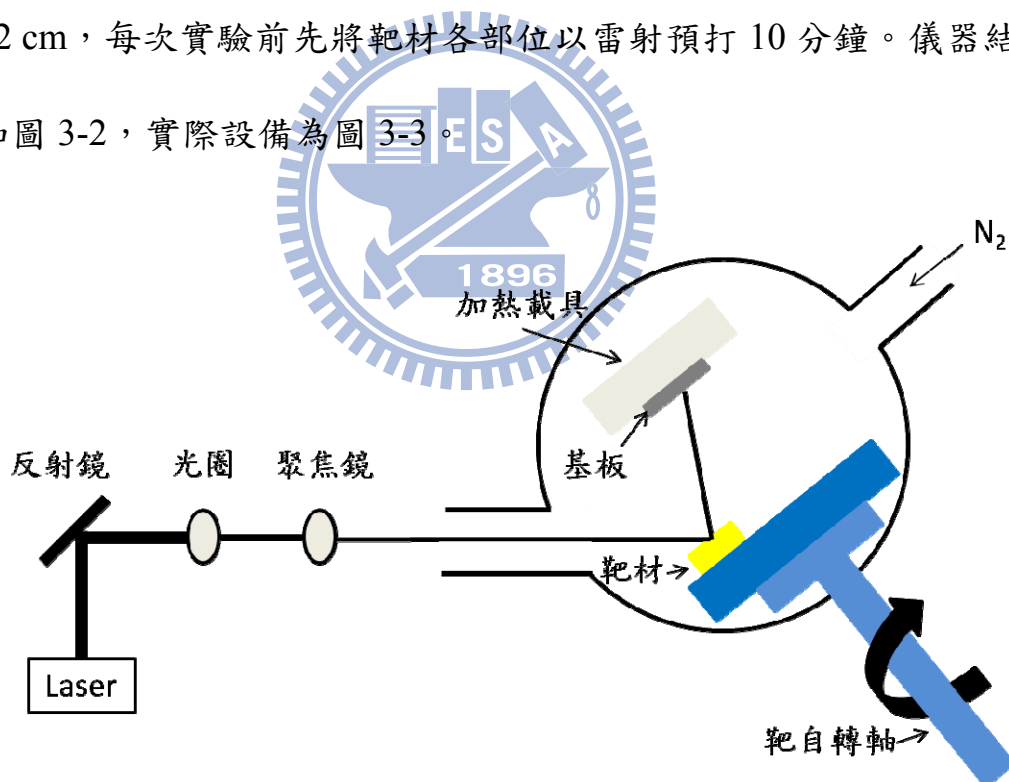 2 cm，每次實驗前先將靶材各部位以雷射預打 10 分鐘。儀器結
圖 3-2，實際設備為圖 3-3。
ESA
1896
N₂
加熱載具
反射鏡
光圈
聚焦鏡
基板
靶材
Laser
靶自轉軸